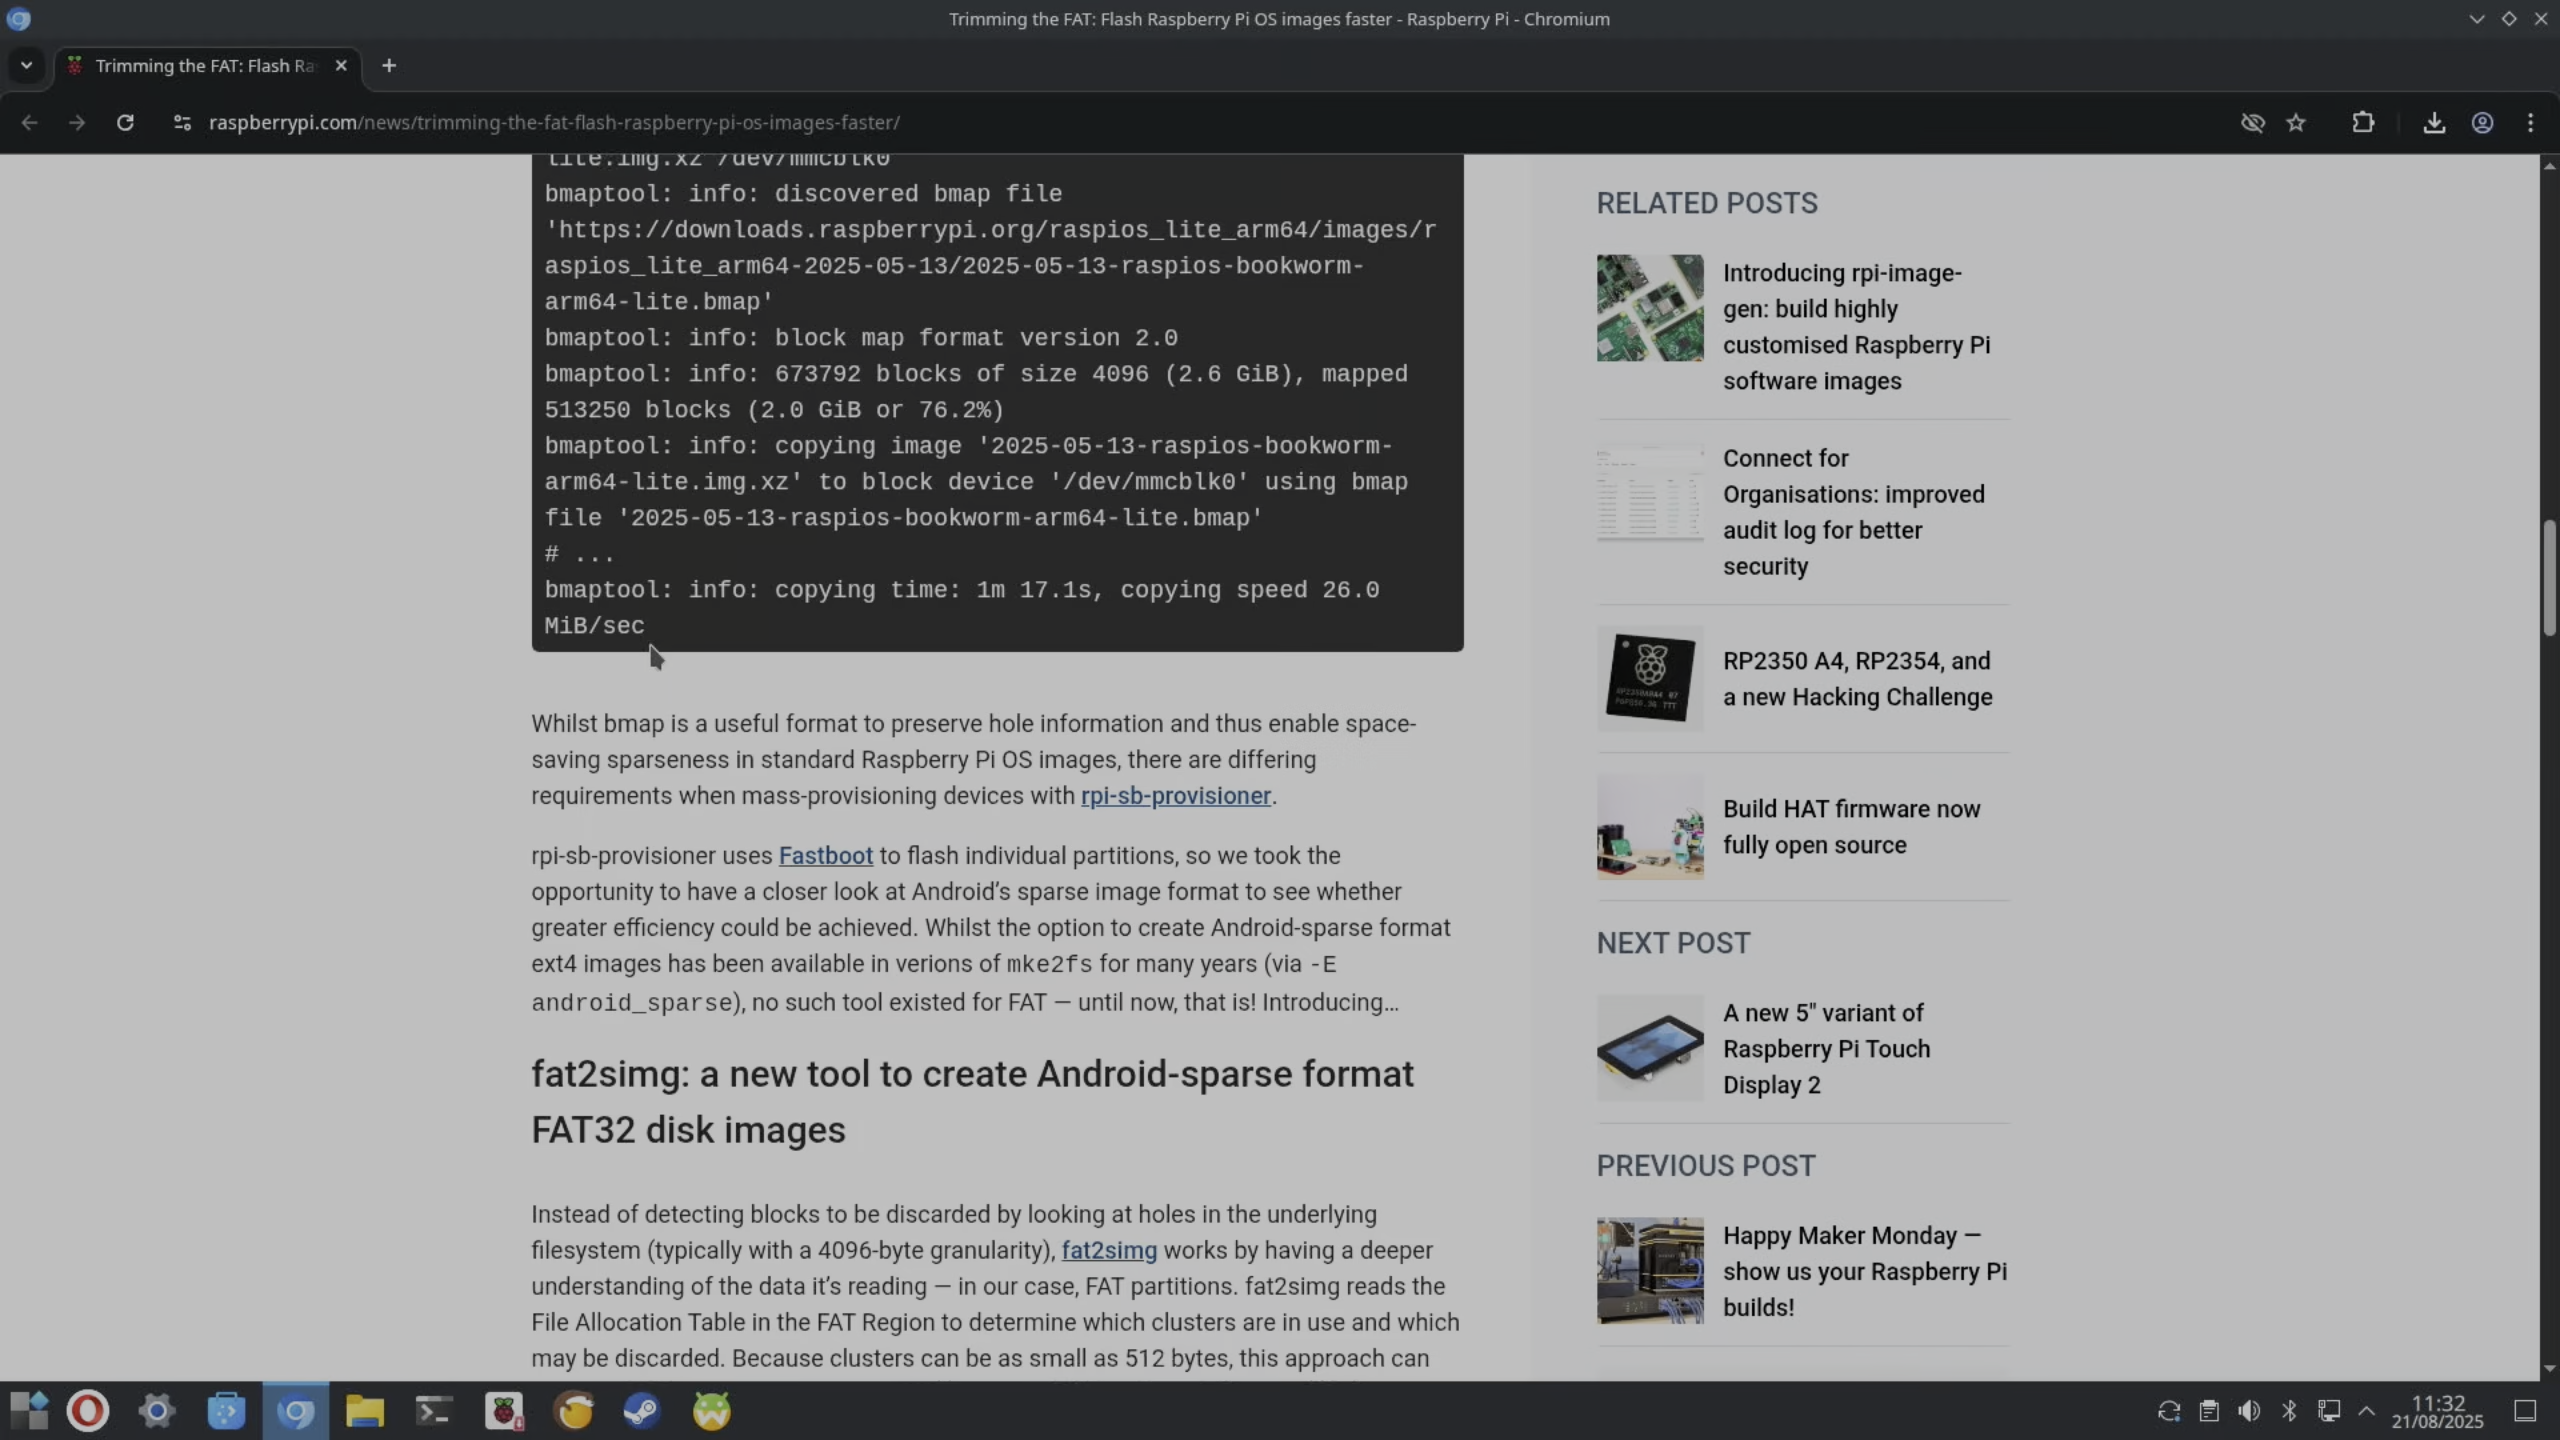 Trimming the FAT: Flash Raspberry Pi OS images faster - Raspberry Pi - Chromium
Trimming the FAT: Flash Ra
raspberrypi.com/news/trimming-the-fat-flash-raspberry-pi-os-images-faster/
lite.img.xz /dev/mmcblk0
bmaptool: info: discovered bmap file
'https://downloads.raspberrypi.org/raspios_lite_arm64/images/r
aspios_lite_arm64-2025-05-13/2025-05-13-raspios-bookworm-
arm64-lite.bmap'
bmaptool: info: block map format version 2.0
bmaptool: info: 673792 blocks of size 4096 (2.6 GiB), mapped
513250 blocks (2.0 GiB or 76.2%)
bmaptool: info: copying image '2025-05-13-raspios-bookworm-
arm64-lite.img.xz' to block device '/dev/mmcblk0' using bmap
file '2025-05-13-raspios-bookworm-arm64-lite.bmap'
# ...
bmaptool: info: copying time: 1m 17.1s, copying speed 26.0
MiB/sec
Whilst bmap is a useful format to preserve hole information and thus enable space-
saving sparseness in standard Raspberry Pi OS images, there are differing
requirements when mass-provisioning devices with rpi-sb-provisioner.
rpi-sb-provisioner uses Fastboot to flash individual partitions, so we took the
opportunity to have a closer look at Android's sparse image format to see whether
greater efficiency could be achieved. Whilst the option to create Android-sparse format
ext4 images has been available in verions of mke2fs for many years (via -E
android_sparse), no such tool existed for FAT — until now, that is! Introducing…
fat2simg: a new tool to create Android-sparse format
FAT32 disk images
Instead of detecting blocks to be discarded by looking at holes in the underlying
filesystem (typically with a 4096-byte granularity), fat2simg works by having a deeper
understanding of the data it's reading — in our case, FAT partitions. fat2simg reads the
File Allocation Table in the FAT Region to determine which clusters are in use and which
may be discarded. Because clusters can be as small as 512 bytes, this approach can
RELATED POSTS
Introducing rpi-image-
gen: build highly
customised Raspberry Pi
software images
Connect for
Organisations: improved
audit log for better
security
RP2350 A4, RP2354, and
a new Hacking Challenge
Build HAT firmware now
fully open source
NEXT POST
A new 5" variant of
Raspberry Pi Touch
Display 2
PREVIOUS POST
Happy Maker Monday —
show us your Raspberry Pi
builds!
11:32
21/08/2025